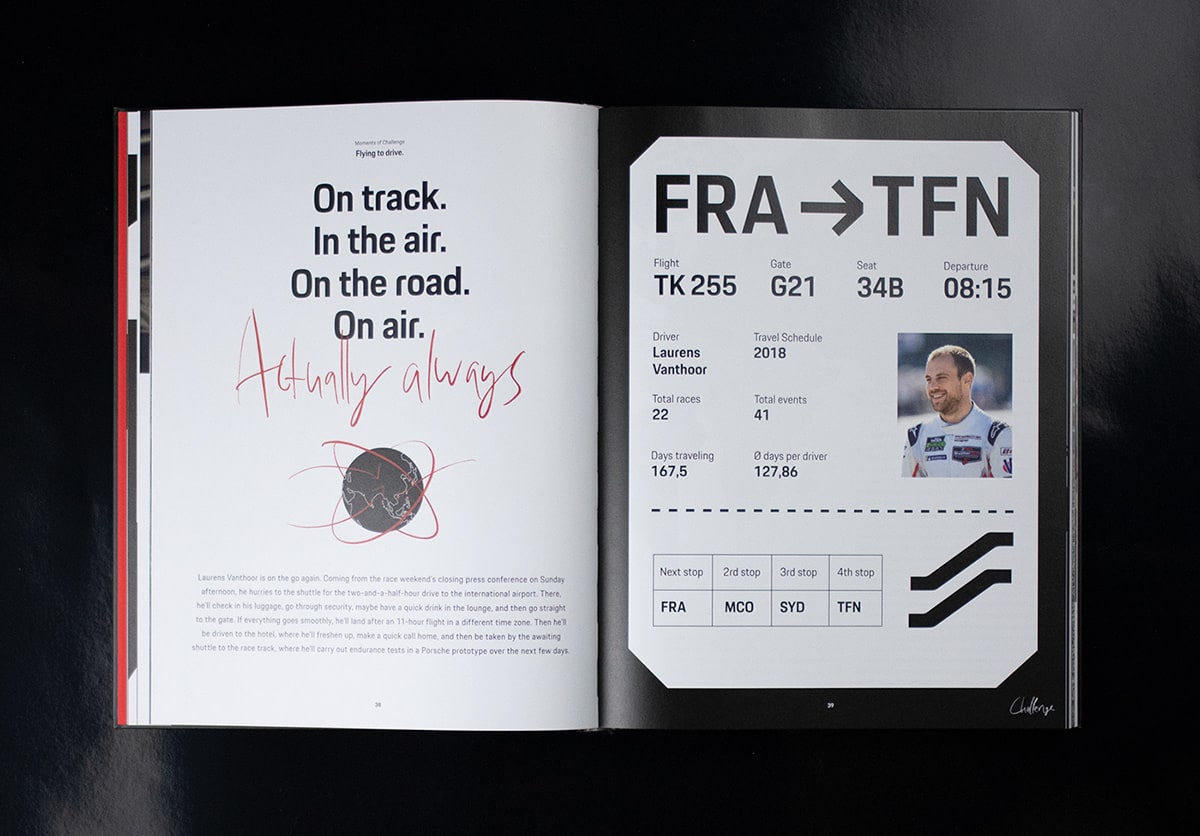 Moments of Challenge
Flying to drive.
On track.
In the air.
On the road.
On air.
Actually always
Laurens Vanthoor is on the go again. Coming from the race weekend's closing press conference on Sunday
afternoon, he hurries to the shuttle for the two-and-a-half-hour drive to the international airport. There,
he'll check in his luggage, go through security, maybe have a quick drink in the lounge, and then go straight
to the gate. If everything goes smoothly, he'll land after an 11-hour flight in a different time zone. Then he'll
be driven to the hotel, where he'll freshen up, make a quick call home, and then be taken by the awaiting
shuttle to the race track, where he'll carry out endurance tests in a Porsche prototype over the next few days.
38
FRA → TFN
Flight Gate Seat Departure
TK 255 G21 34B 08:15
Driver Travel Schedule
Laurens 2018
Vanthoor
Total races Total events
22 41
Days traveling Ø days per driver
167,5 127,86
Next stop 2rd stop 3rd stop 4th stop
FRA MCO SYD TFN
39
Challenge